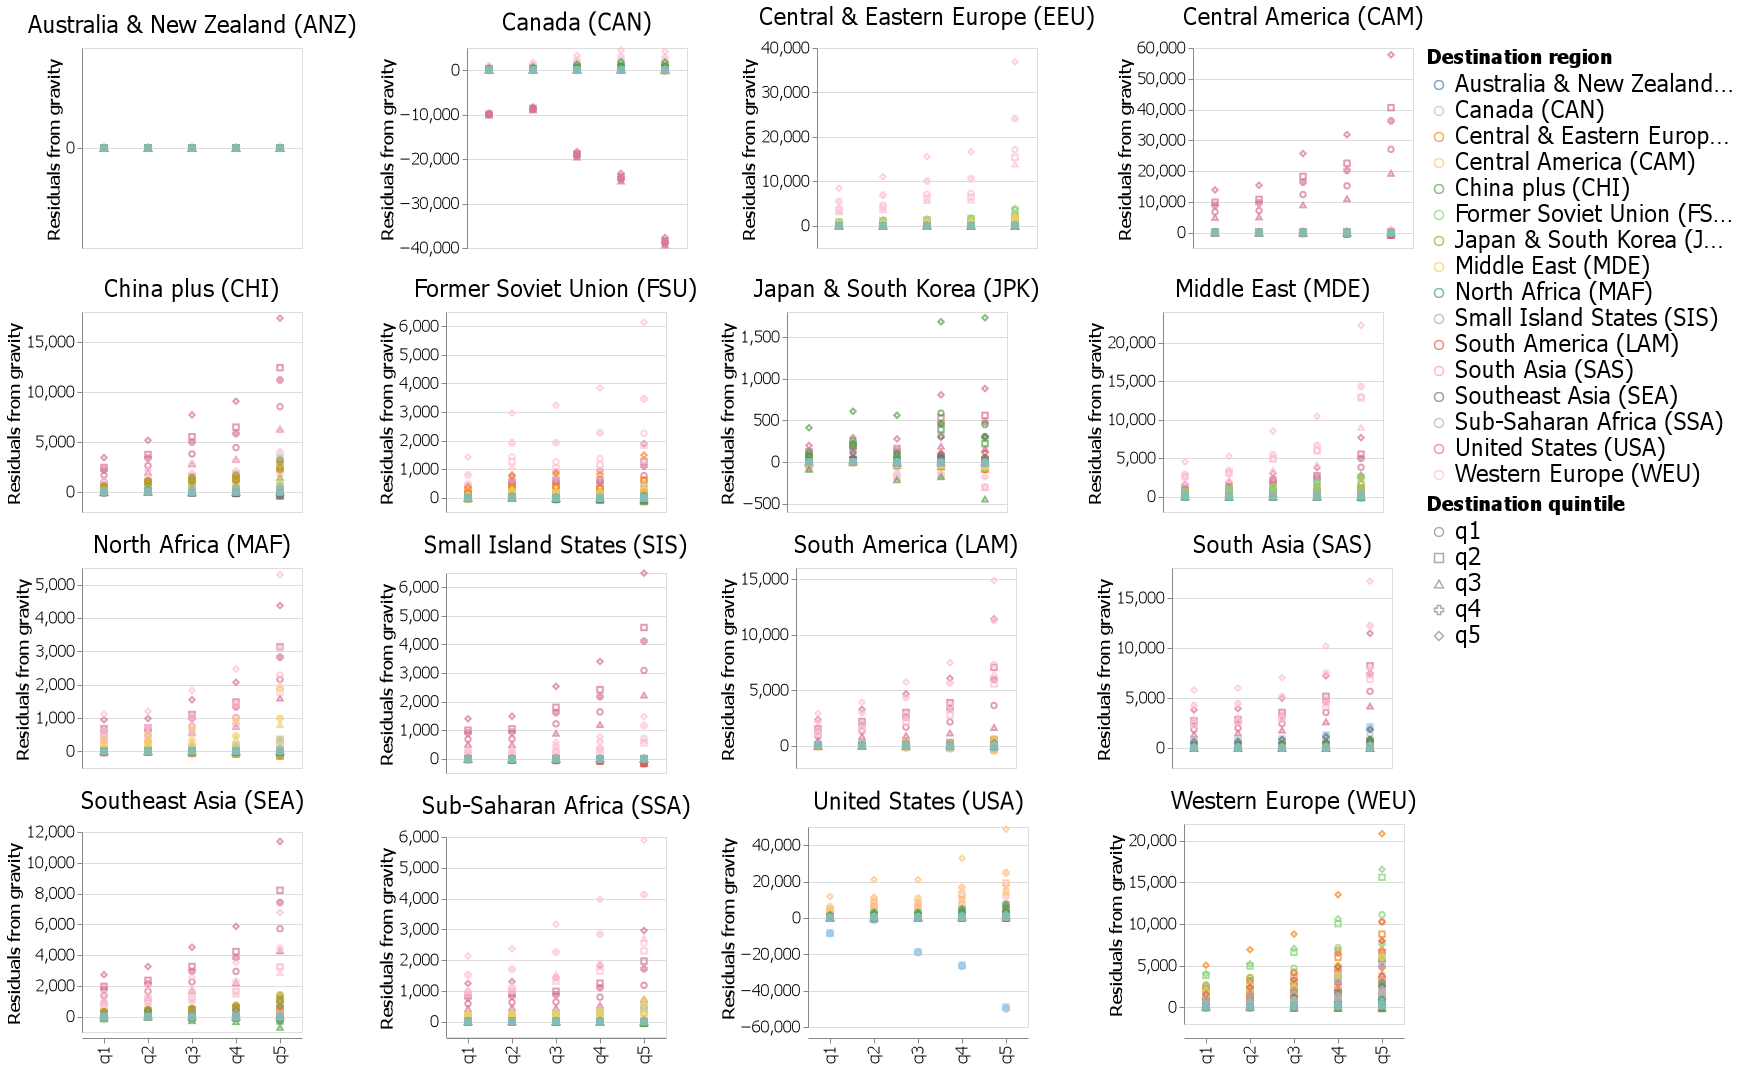 Australia & New Zealand (ANZ)
Residuals from gravity
0
Canada (CAN)
Residuals from gravity
0
−10,000
−20,000
−30,000
−40,000
Central & Eastern Europe (EEU)
Residuals from gravity
40,000
30,000
20,000
10,000
0
Central America (CAM)
Residuals from gravity
60,000
50,000
40,000
30,000
20,000
10,000
0
China plus (CHI)
Residuals from gravity
15,000
10,000
5,000
0
Former Soviet Union (FSU)
Residuals from gravity
6,000
5,000
4,000
3,000
2,000
1,000
0
Japan & South Korea (JPK)
Residuals from gravity
1,500
1,000
500
0
−500
Middle East (MDE)
Residuals from gravity
20,000
15,000
10,000
5,000
0
North Africa (MAF)
Residuals from gravity
5,000
4,000
3,000
2,000
1,000
0
Small Island States (SIS)
Residuals from gravity
6,000
5,000
4,000
3,000
2,000
1,000
0
South America (LAM)
Residuals from gravity
15,000
10,000
5,000
0
South Asia (SAS)
Residuals from gravity
15,000
10,000
5,000
0
Southeast Asia (SEA)
Residuals from gravity
12,000
10,000
8,000
6,000
4,000
2,000
0
q1
q2
q3
q4
q5
Sub-Saharan Africa (SSA)
Residuals from gravity
6,000
5,000
4,000
3,000
2,000
1,000
0
q1
q2
q3
q4
q5
United States (USA)
Residuals from gravity
40,000
20,000
0
−20,000
−40,000
−60,000
q1
q2
q3
q4
q5
Western Europe (WEU)
Residuals from gravity
20,000
15,000
10,000
5,000
0
q1
q2
q3
q4
q5
Destination region
Australia & New Zealand…
Canada (CAN)
Central & Eastern Europ…
Central America (CAM)
China plus (CHI)
Former Soviet Union (FS…
Japan & South Korea (J…
Middle East (MDE)
North Africa (MAF)
Small Island States (SIS)
South America (LAM)
South Asia (SAS)
Southeast Asia (SEA)
Sub-Saharan Africa (SSA)
United States (USA)
Western Europe (WEU)
Destination quintile
q1
q2
q3
q4
q5